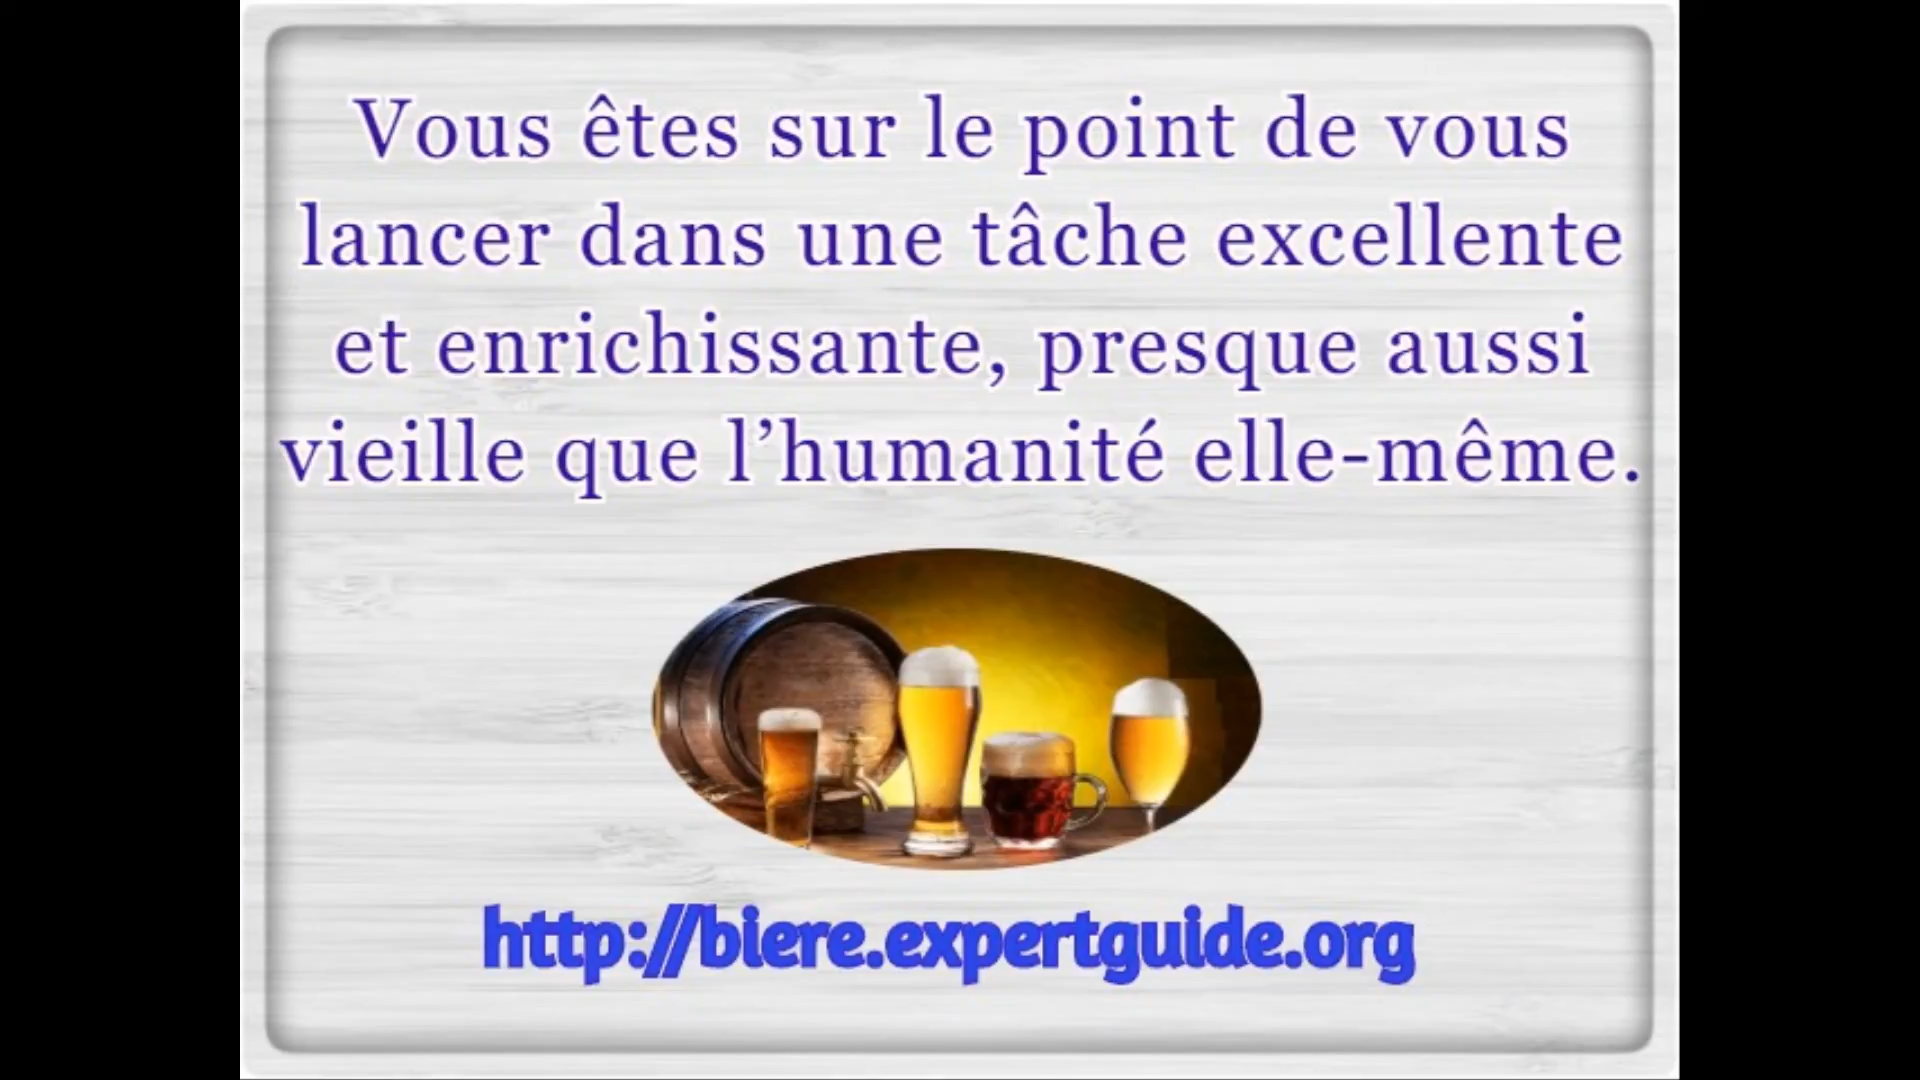 Vous êtes sur le point de vous
lancer dans une tâche excellente
et enrichissante, presque aussi
vieille que l’humanité elle-même.
http://biere.expertguide.org